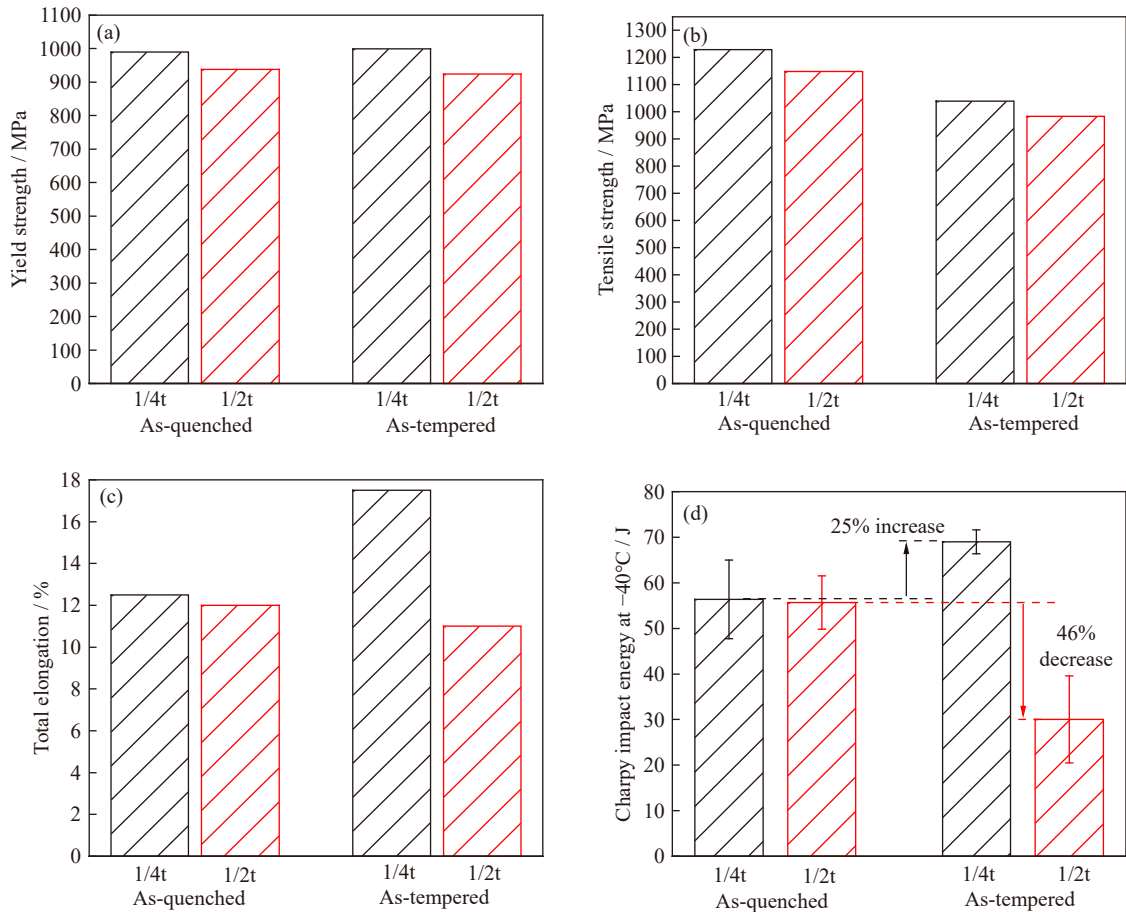 (a)
Yield strength / MPa
1100
1000
900
800
700
600
500
400
300
200
100
0
1/4t 1/2t 1/4t 1/2t
As-quenched As-tempered
(b)
Tensile strength / MPa
1300
1200
1100
1000
900
800
700
600
500
400
300
200
100
0
1/4t 1/2t 1/4t 1/2t
As-quenched As-tempered
(c)
Total elongation / %
18
16
14
12
10
8
6
4
2
0
1/4t 1/2t 1/4t 1/2t
As-quenched As-tempered
(d)
Charpy impact energy at −40°C / J
80
70
60
50
40
30
20
10
0
25% increase
46%
decrease
1/4t 1/2t 1/4t 1/2t
As-quenched As-tempered